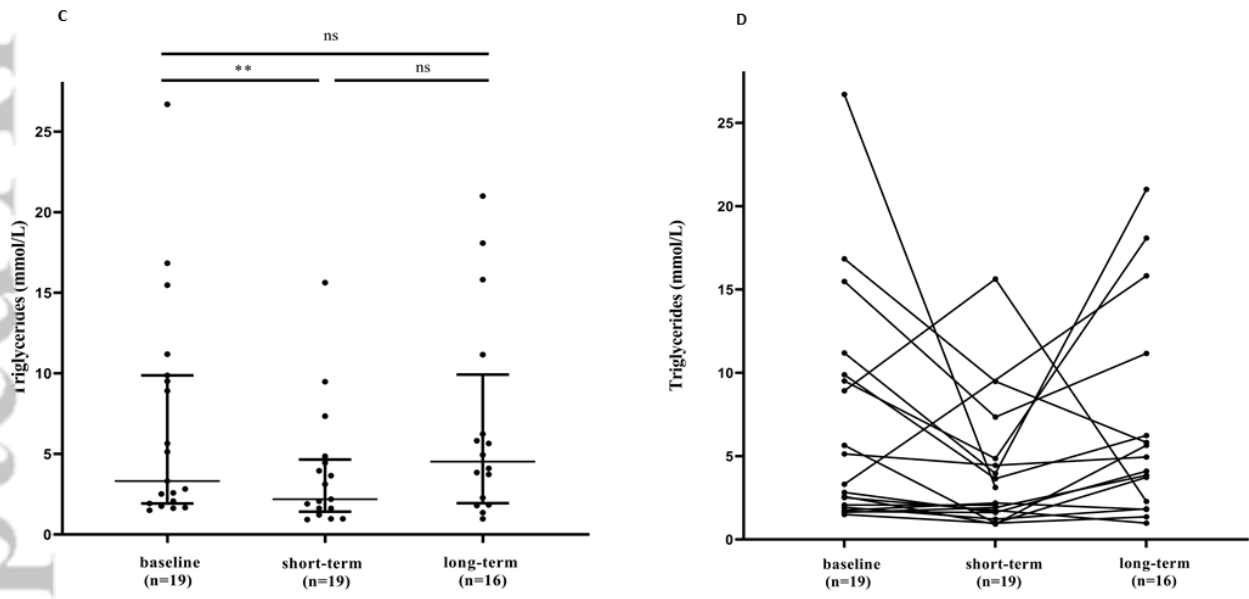 C
ns
**
ns
25
20
15
10
5
0
Triglycerides (mmol/L)
baseline
(n=19)
short-term
(n=19)
long-term
(n=16)
D
25
20
15
10
5
0
Triglycerides (mmol/L)
baseline
(n=19)
short-term
(n=19)
long-term
(n=16)